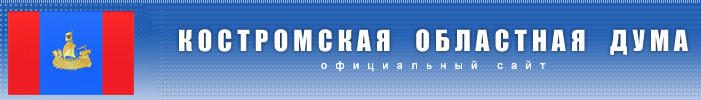 КОСТРОМСКАЯ ОБЛАСТНАЯ ДУМА
официальный сайт